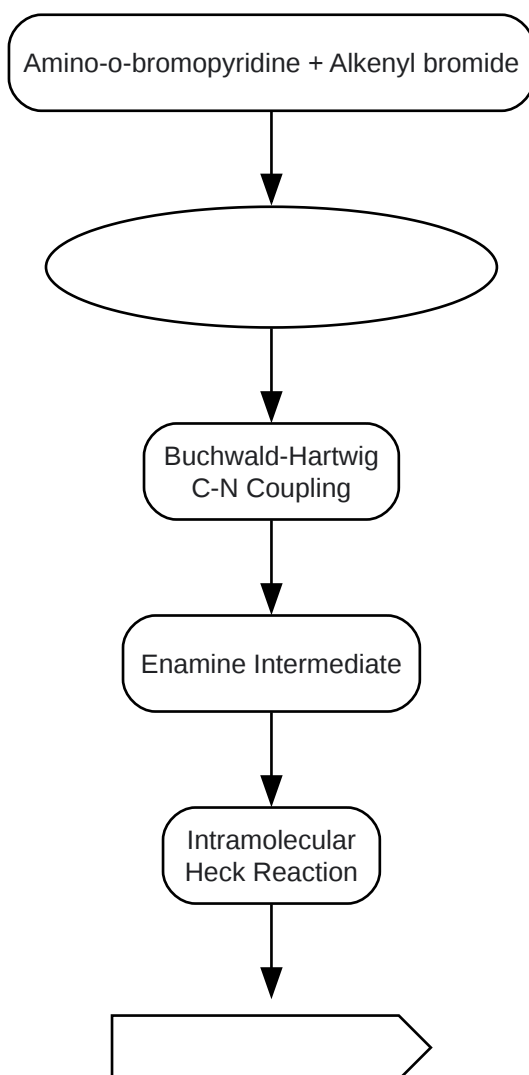 Amino-o-bromopyridine + Alkenyl bromide
Buchwald-Hartwig
C-N Coupling
Enamine Intermediate
Intramolecular
Heck Reaction